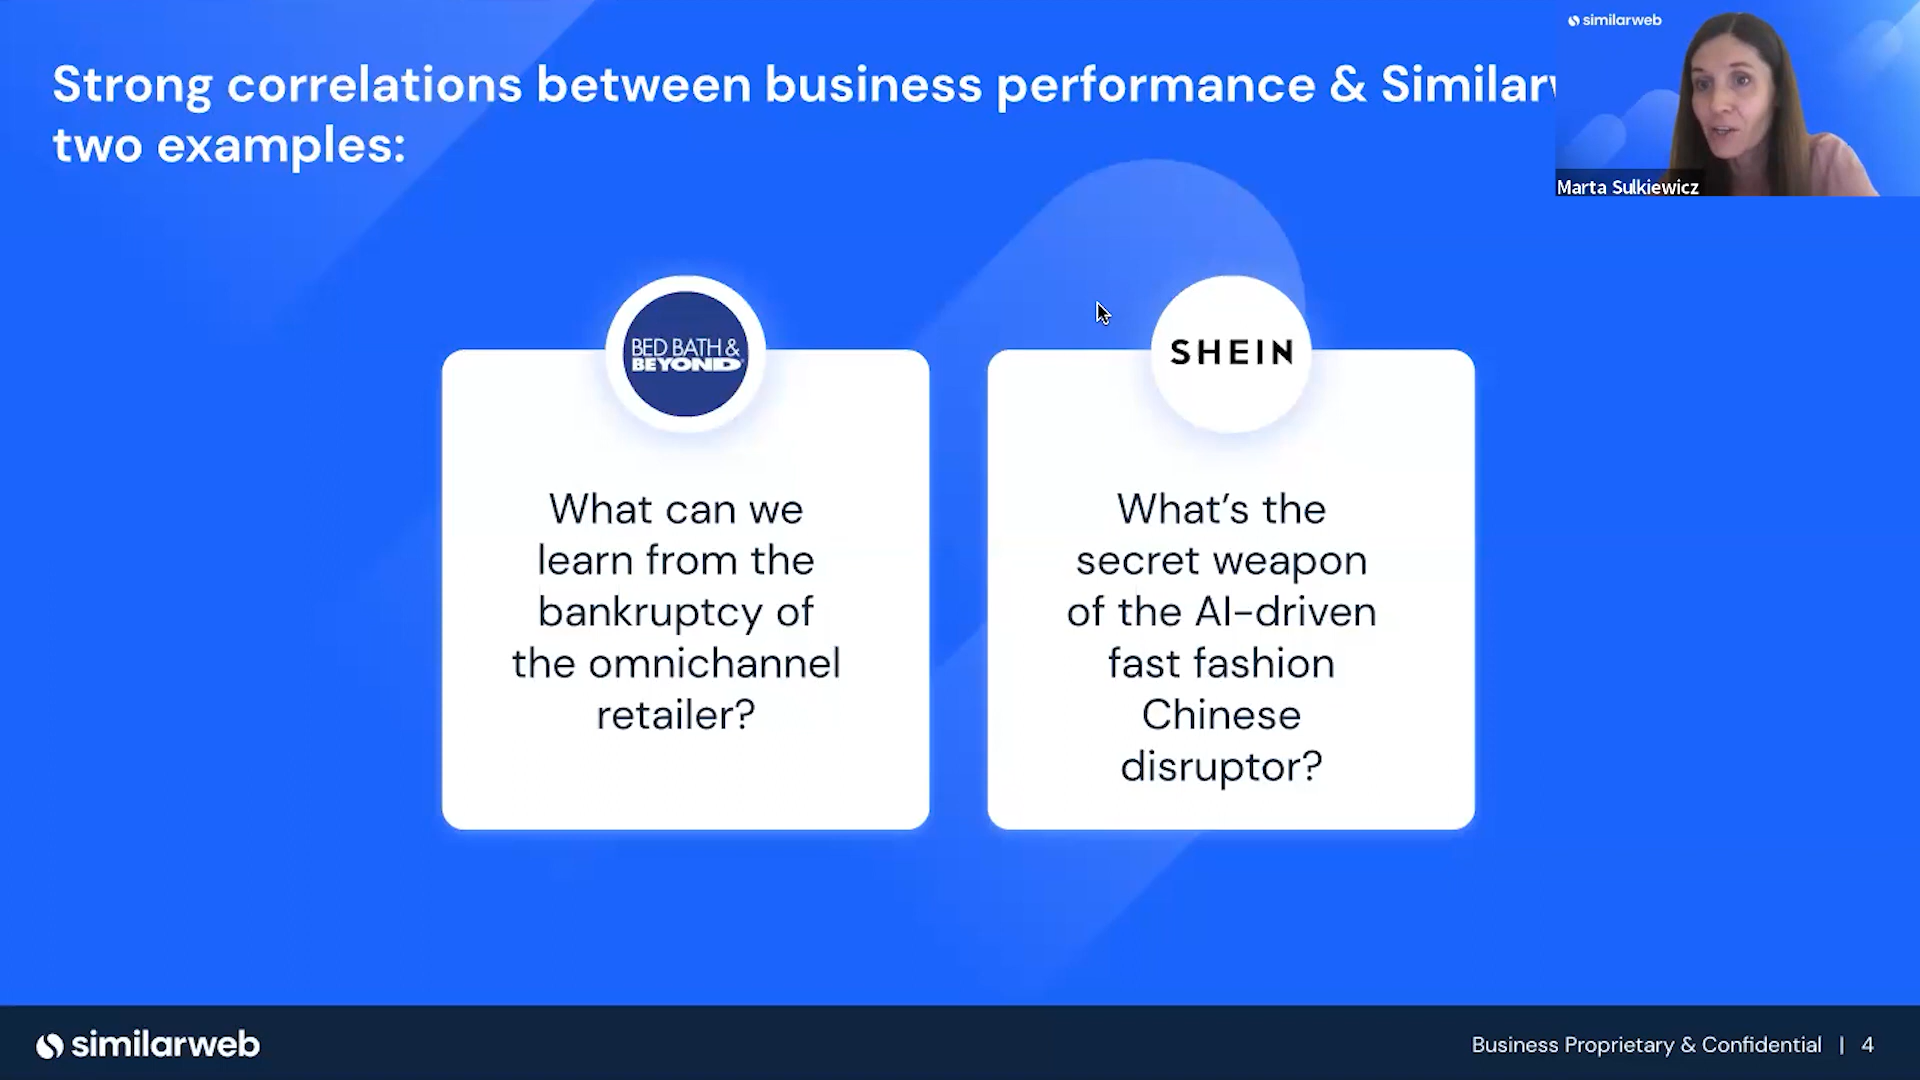 similarweb
Strong correlations between business performance & Similar
two examples:
Marta Sulkiewicz
BED BATH &
BEYOND
What can we
learn from the
bankruptcy of
the omnichannel
retailer?
SHEIN
What's the
secret weapon
of the AI-driven
fast fashion
Chinese
disruptor?
similarweb
Business Proprietary & Confidential | 4